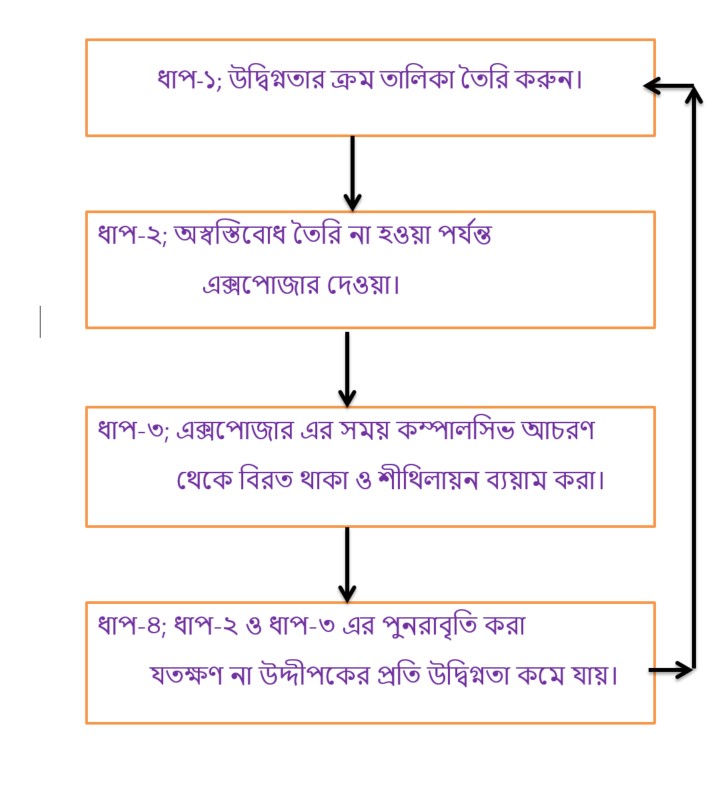 ধাপ-১; উদ্বিগ্নতার ক্রম তালিকা তৈরি করুন।
ধাপ-২; অস্বস্তিবোধ তৈরি না হওয়া পর্যন্ত
এক্সপোজার দেওয়া।
ধাপ-৩; এক্সপোজার এর সময় কম্পালসিভ আচরণ
থেকে বিরত থাকা ও শীথিলায়ন ব্যয়াম করা।
ধাপ-৪; ধাপ-২ ও ধাপ-৩ এর পুনরাবৃতি করা
যতক্ষণ না উদ্দীপকের প্রতি উদ্বিগ্নতা কমে যায়।